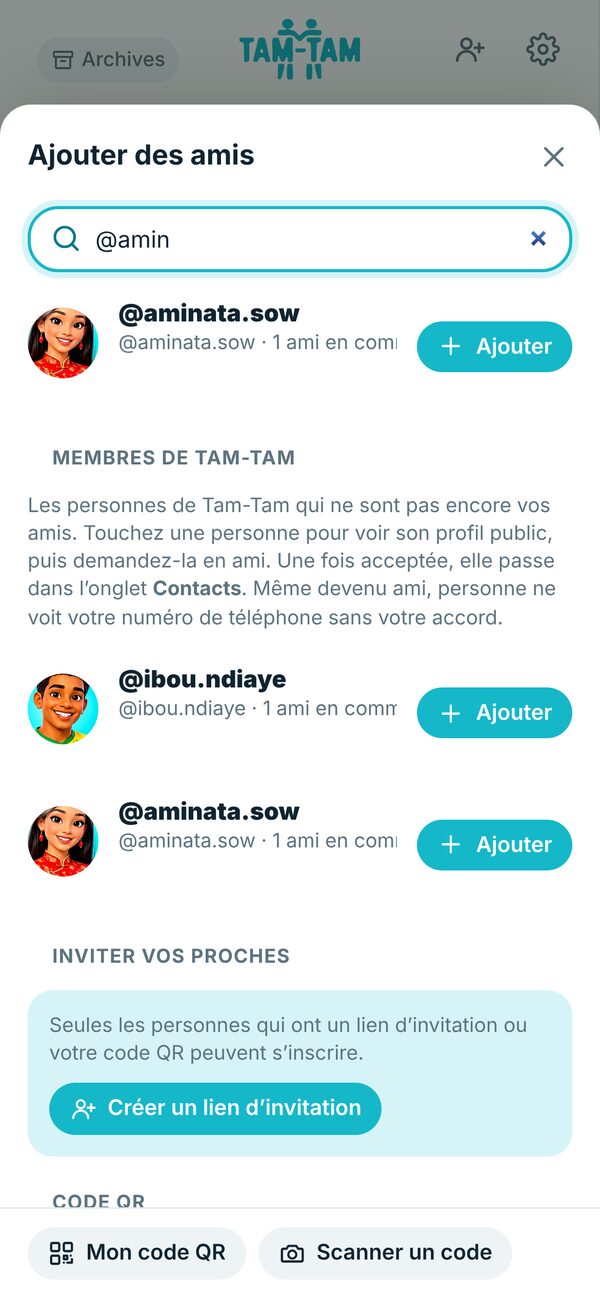 Archives
TAM-TAM
Ajouter des amis
@amin
@aminata.sow
@aminata.sow · 1 ami en com
Ajouter
MEMBRES DE TAM-TAM
Les personnes de Tam-Tam qui ne sont pas encore vos
amis. Touchez une personne pour voir son profil public,
puis demandez-la en ami. Une fois acceptée, elle passe
dans l’onglet Contacts. Même devenu ami, personne ne
voit votre numéro de téléphone sans votre accord.
@ibou.ndiaye
@ibou.ndiaye · 1 ami en comm
Ajouter
@aminata.sow
@aminata.sow · 1 ami en com
Ajouter
INVITER VOS PROCHES
Seules les personnes qui ont un lien d’invitation ou
votre code QR peuvent s’inscrire.
Créer un lien d’invitation
CODE QR
Mon code QR
Scanner un code